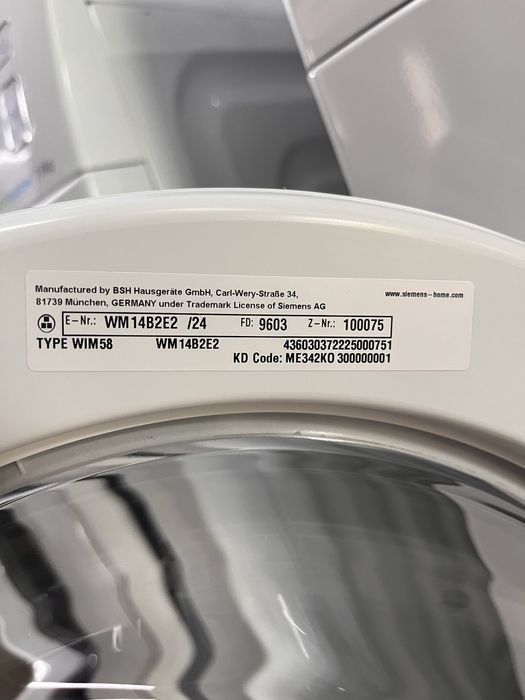 Manufactured by BSH Hausgeräte GmbH, Carl-Wery-Straße 34,
81739 München, GERMANY under Trademark License of Siemens AG
www.siemens-home.com
E-Nr.: WM14B2E2 /24 FD: 9603 Z-Nr.: 100075
TYPE WIM58 WM14B2E2 436030372225000751
KD Code: ME342KO 300000001